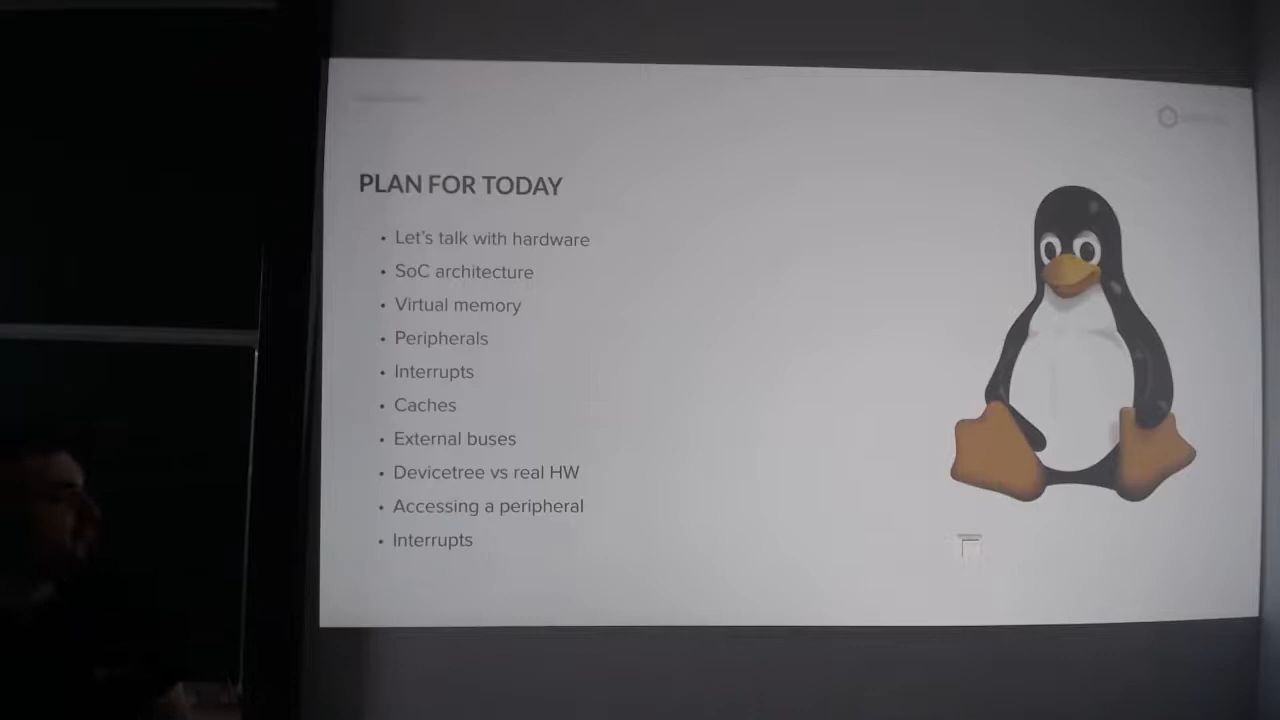 PLAN FOR TODAY
• Let's talk with hardware
• SoC architecture
• Virtual memory
• Peripherals
• Interrupts
• Caches
• External buses
• Devicetree vs real HW
• Accessing a peripheral
• Interrupts